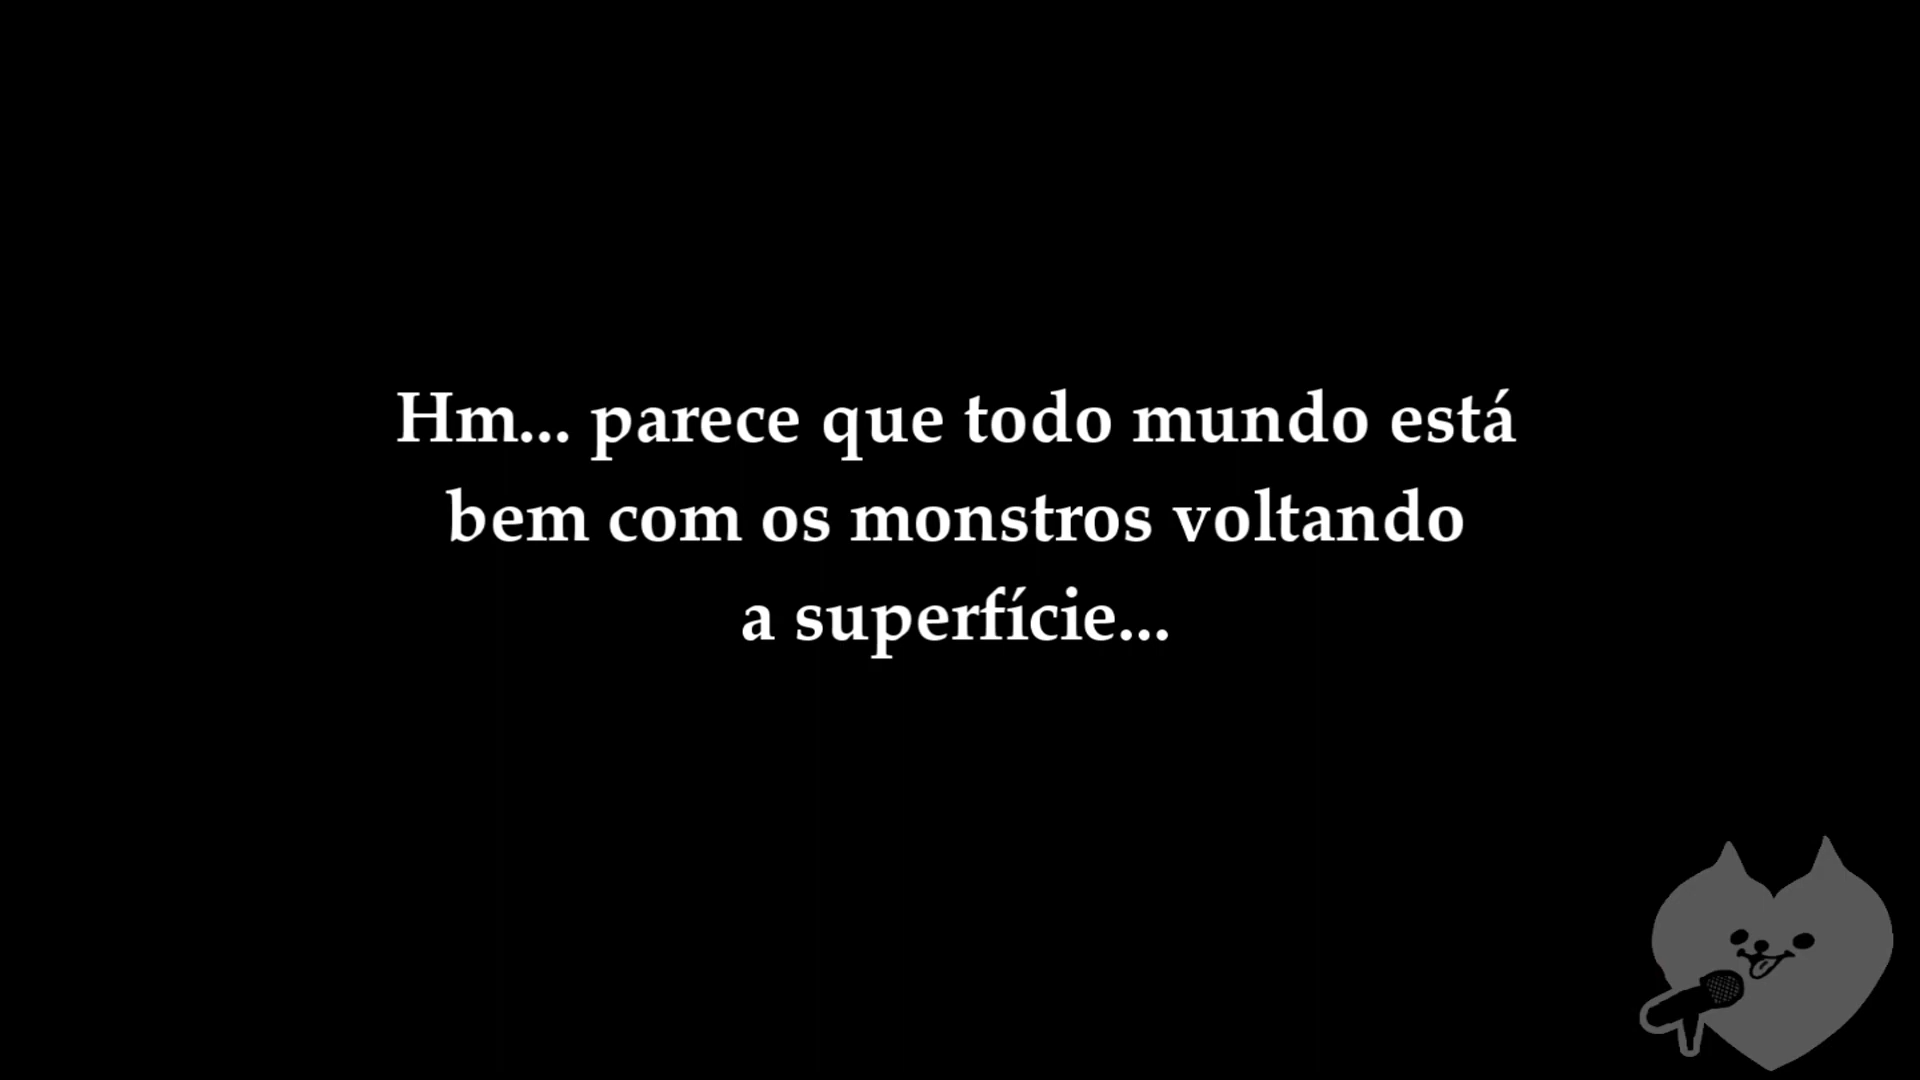 Hm... parece que todo mundo está
bem com os monstros voltando
a superfície...